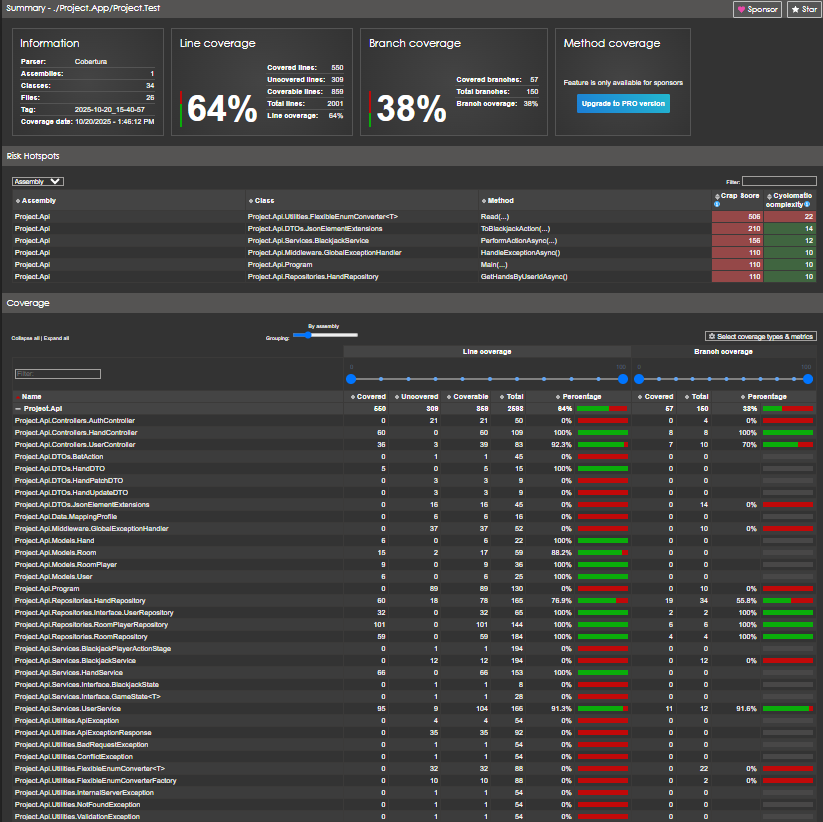 Summary - ./Project.App/Project.Test
Sponsor
Star
Information
Parser: Cobertura
Assemblies: 1
Classes: 34
Files: 26
Tag: 2025-10-20_15-40-57
Coverage date: 10/20/2025 - 1:46:12 PM
Line coverage
64%
Covered lines: 550
Uncovered lines: 309
Coverable lines: 859
Total lines: 2001
Line coverage: 64%
Branch coverage
38%
Covered branches: 57
Total branches: 150
Branch coverage: 38%
Method coverage
Feature is only available for sponsors
Upgrade to PRO version
Risk Hotspots
Assembly
Filter:
Assembly Class Method Crap Score Cyclomatic complexity
Project.Api Project.Api.Utilities.FlexibleEnumConverter<T> Read(...) 506 22
Project.Api Project.Api.DTOs.JsonElementExtensions ToBlackjackAction(...) 210 14
Project.Api Project.Api.Services.BlackjackService PerformActionAsync(...) 156 12
Project.Api Project.Api.Middleware.GlobalExceptionHandler HandleExceptionAsync() 110 10
Project.Api Project.Api.Program Main(...) 110 10
Project.Api Project.Api.Repositories.HandRepository GetHandsByUserIdAsync() 110 10
Coverage
Collapse all | Expand all
By assembly
Grouping:
Select coverage types & metrics
Line coverage Branch coverage
0 100 0 100
Filter:
Name Covered Uncovered Coverable Total Percentage Covered Total Percentage
Project.Api 550 309 859 2593 64% 57 150 38%
Project.Api.Controllers.AuthController 0 21 21 50 0% 0 4 0%
Project.Api.Controllers.HandController 60 0 60 109 100% 8 8 100%
Project.Api.Controllers.UserController 36 3 39 83 92.3% 7 10 70%
Project.Api.DTOs.BetAction 0 1 1 45 0% 0 0
Project.Api.DTOs.HandDTO 5 0 5 15 100% 0 0
Project.Api.DTOs.HandPatchDTO 0 3 3 9 0% 0 0
Project.Api.DTOs.HandUpdateDTO 0 3 3 9 0% 0 0
Project.Api.DTOs.JsonElementExtensions 0 16 16 45 0% 0 14 0%
Project.Api.Data.MappingProfile 0 6 6 16 0% 0 0
Project.Api.Middleware.GlobalExceptionHandler 0 37 37 52 0% 0 10 0%
Project.Api.Models.Hand 6 0 6 22 100% 0 0
Project.Api.Models.Room 15 2 17 59 88.2% 0 0
Project.Api.Models.RoomPlayer 9 0 9 36 100% 0 0
Project.Api.Models.User 6 0 6 25 100% 0 0
Project.Api.Program 0 89 89 130 0% 0 10 0%
Project.Api.Repositories.HandRepository 60 18 78 165 76.9% 19 34 55.8%
Project.Api.Repositories.Interface.UserRepository 32 0 32 65 100% 2 2 100%
Project.Api.Repositories.RoomPlayerRepository 101 0 101 144 100% 6 6 100%
Project.Api.Repositories.RoomRepository 59 0 59 184 100% 4 4 100%
Project.Api.Services.BlackjackPlayerActionStage 0 1 1 194 0% 0 0
Project.Api.Services.BlackjackService 0 12 12 194 0% 0 12 0%
Project.Api.Services.HandService 66 0 66 153 100% 0 0
Project.Api.Services.Interface.BlackjackState 0 1 1 8 0% 0 0
Project.Api.Services.Interface.GameState<T> 0 1 1 28 0% 0 0
Project.Api.Services.UserService 95 9 104 166 91.3% 11 12 91.6%
Project.Api.Utilities.ApiException 0 4 4 54 0% 0 0
Project.Api.Utilities.ApiExceptionResponse 0 35 35 92 0% 0 0
Project.Api.Utilities.BadRequestException 0 1 1 54 0% 0 0
Project.Api.Utilities.ConflictException 0 1 1 54 0% 0 0
Project.Api.Utilities.FlexibleEnumConverter<T> 0 32 32 88 0% 0 22 0%
Project.Api.Utilities.FlexibleEnumConverterFactory 0 10 10 88 0% 0 2 0%
Project.Api.Utilities.InternalServerException 0 1 1 54 0% 0 0
Project.Api.Utilities.NotFoundException 0 1 1 54 0% 0 0
Project.Api.Utilities.ValidationException 0 1 1 54 0% 0 0